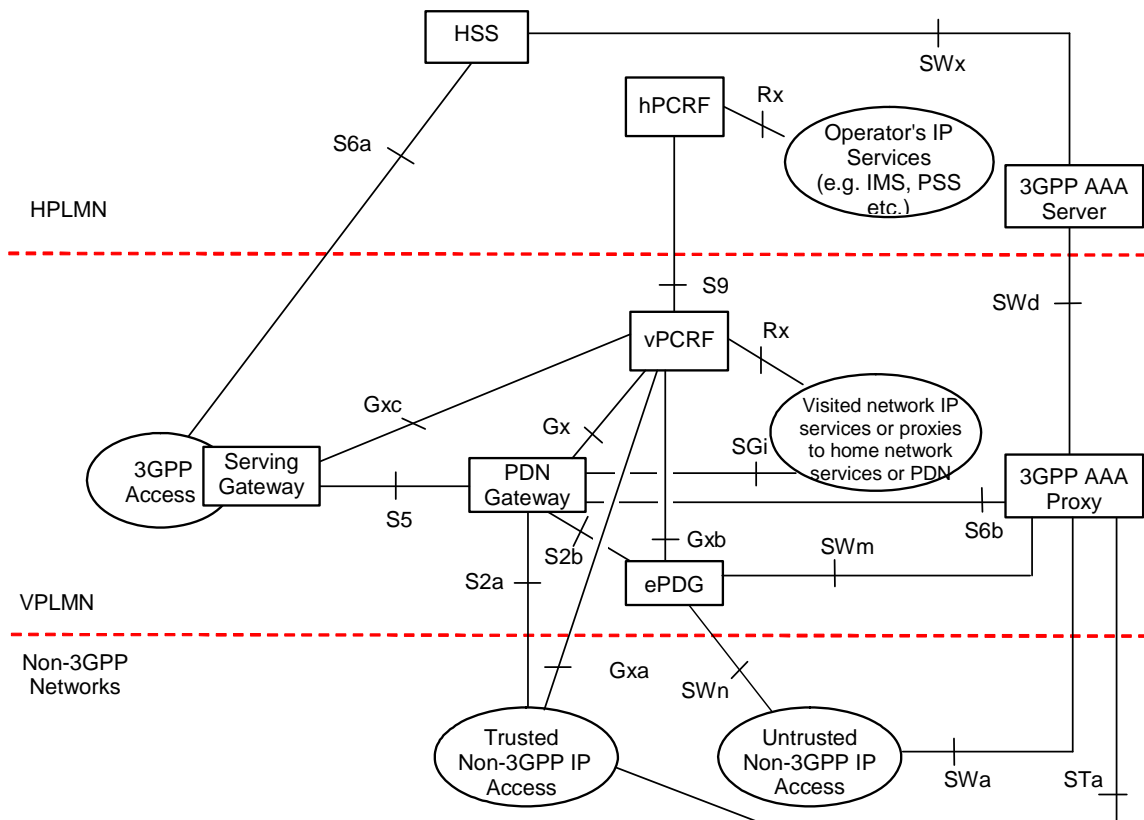 HSS
SWx
hPCRF
Rx
Operator's IP
Services
(e.g. IMS, PSS
etc.)
S6a
3GPP AAA
Server
HPLMN
S9
SWd
vPCRF
Rx
Gxc
Visited network IP
services or proxies
to home network
services or PDN
Gx
SGi
3GPP
Access
Serving
Gateway
PDN
Gateway
3GPP AAA
Proxy
S5
S6b
S2b
Gxb
SWm
S2a
ePDG
VPLMN
Non-3GPP
Networks
Gxa
SWn
Trusted
Non-3GPP IP
Access
Untrusted
Non-3GPP IP
Access
SWa
STa